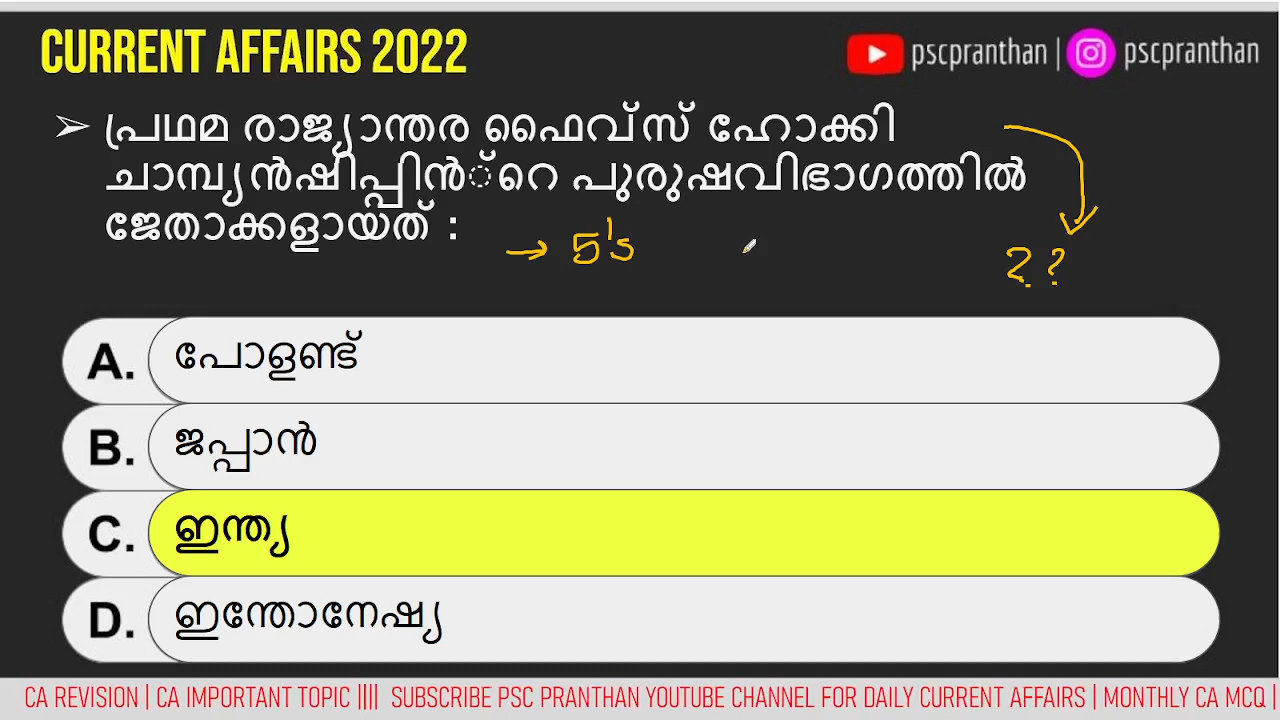 CURRENT AFFAIRS 2022
pscpranthan | pscpranthan
➢ പ്രഥമ രാജ്യാന്തര ഫൈവ്സ് ഹോക്കി
ചാമ്പ്യൻഷിപ്പിൻ്റെ പുരുഷവിഭാഗത്തിൽ
ജേതാക്കളായത് :
→ 5's
2 ?
A. പോളണ്ട്
B. ജപ്പാൻ
C. ഇന്ത്യ
D. ഇന്തോനേഷ്യ
CA REVISION | CA IMPORTANT TOPIC |||| SUBSCRIBE PSC PRANTHAN YOUTUBE CHANNEL FOR DAILY CURRENT AFFAIRS | MONTHLY CA MCQ |